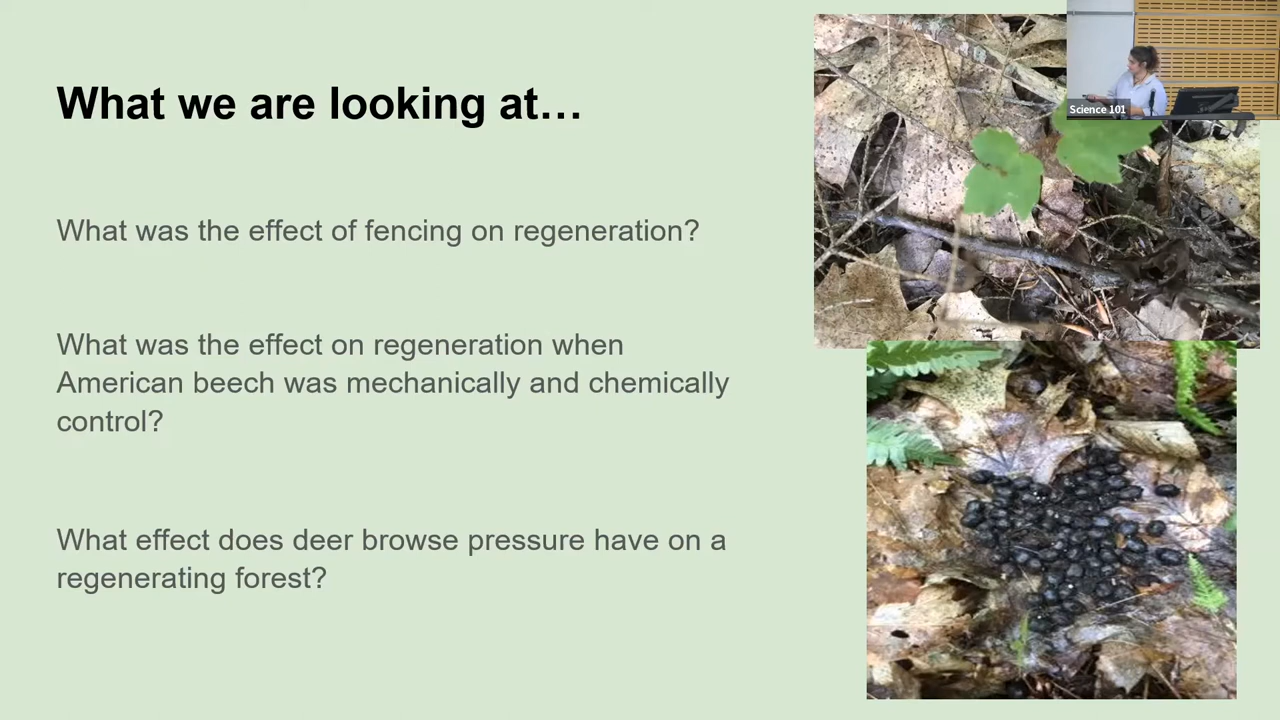 What we are looking at…
What was the effect of fencing on regeneration?
What was the effect on regeneration when
American beech was mechanically and chemically
control?
What effect does deer browse pressure have on a
regenerating forest?
Science 101